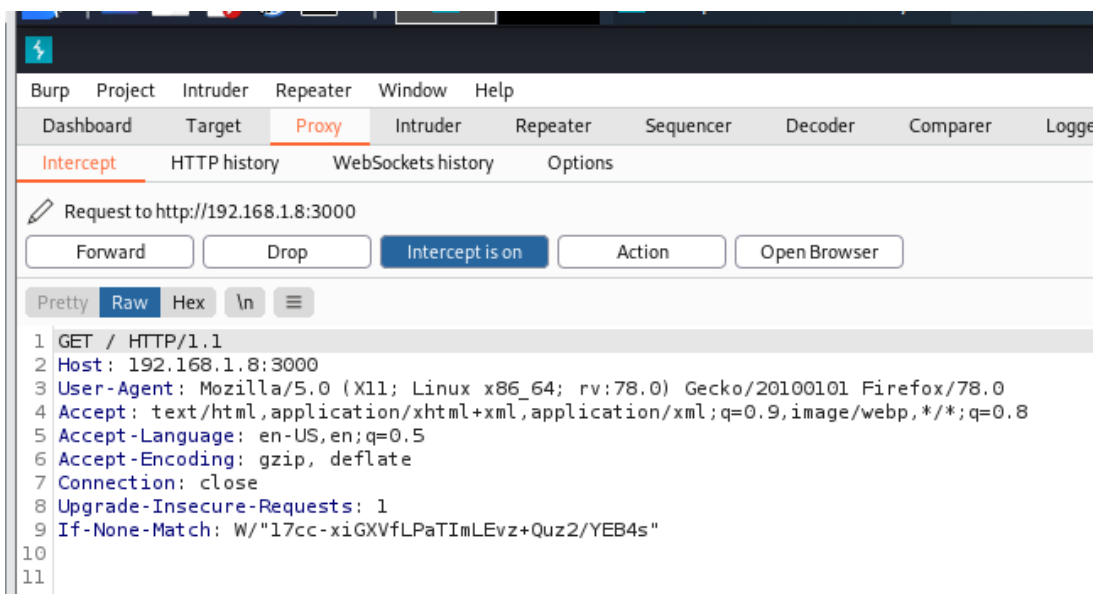 Burp Project Intruder Repeater Window Help
Dashboard Target Proxy Intruder Repeater Sequencer Decoder Comparer Logge
Intercept HTTP history WebSockets history Options
Request to http://192.168.1.8:3000
Forward Drop Intercept is on Action Open Browser
Pretty Raw Hex \n
1 GET / HTTP/1.1
2 Host: 192.168.1.8:3000
3 User-Agent: Mozilla/5.0 (X11; Linux x86_64; rv:78.0) Gecko/20100101 Firefox/78.0
4 Accept: text/html,application/xhtml+xml,application/xml;q=0.9,image/webp,*/*;q=0.8
5 Accept-Language: en-US,en;q=0.5
6 Accept-Encoding: gzip, deflate
7 Connection: close
8 Upgrade-Insecure-Requests: 1
9 If-None-Match: W/"17cc-xiGXVfLPaTImLEvz+Quz2/YEB4s"
10
11